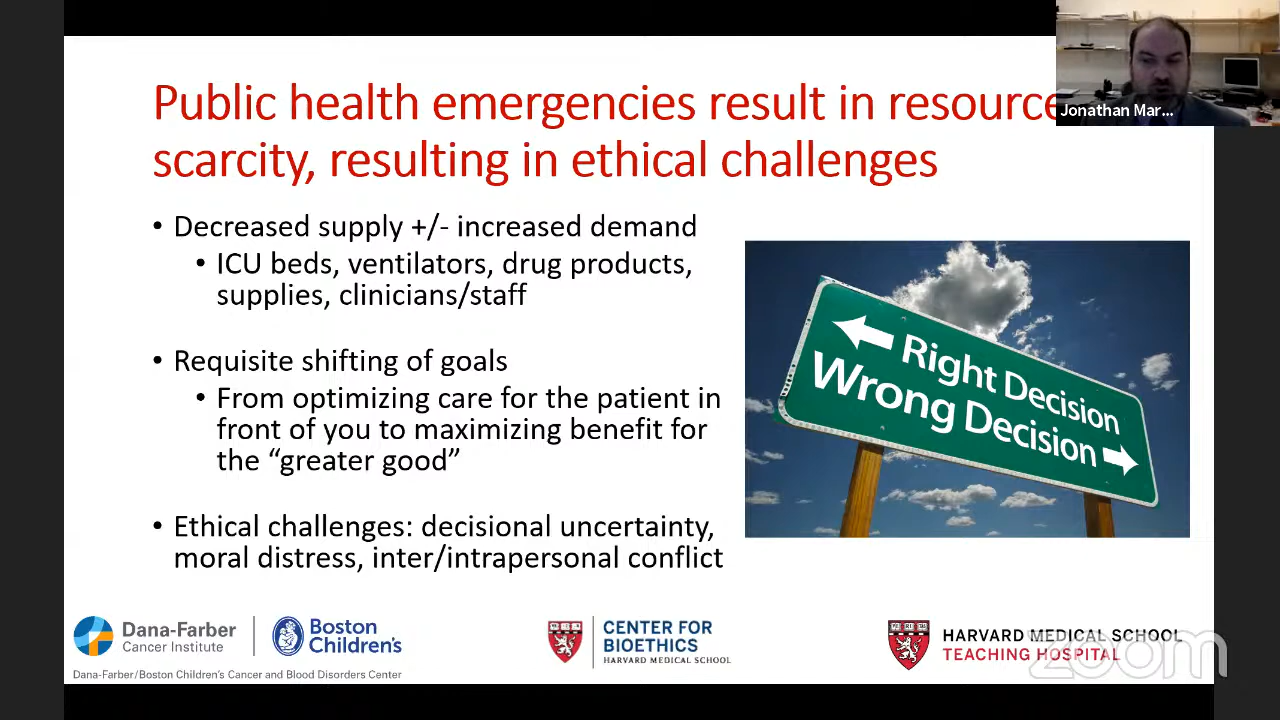 Public health emergencies result in resource
scarcity, resulting in ethical challenges
Jonathan Mar...
• Decreased supply +/- increased demand
• ICU beds, ventilators, drug products,
supplies, clinicians/staff
• Requisite shifting of goals
• From optimizing care for the patient in
front of you to maximizing benefit for
the “greater good”
• Ethical challenges: decisional uncertainty,
moral distress, inter/intrapersonal conflict
Right Decision
Wrong Decision
Dana-Farber
Cancer Institute
Boston
Children's
Dana-Farber/Boston Children's Cancer and Blood Disorders Center
CENTER FOR
BIOETHICS
HARVARD MEDICAL SCHOOL
HARVARD MEDICAL SCHOOL
TEACHING HOSPITAL
zoom